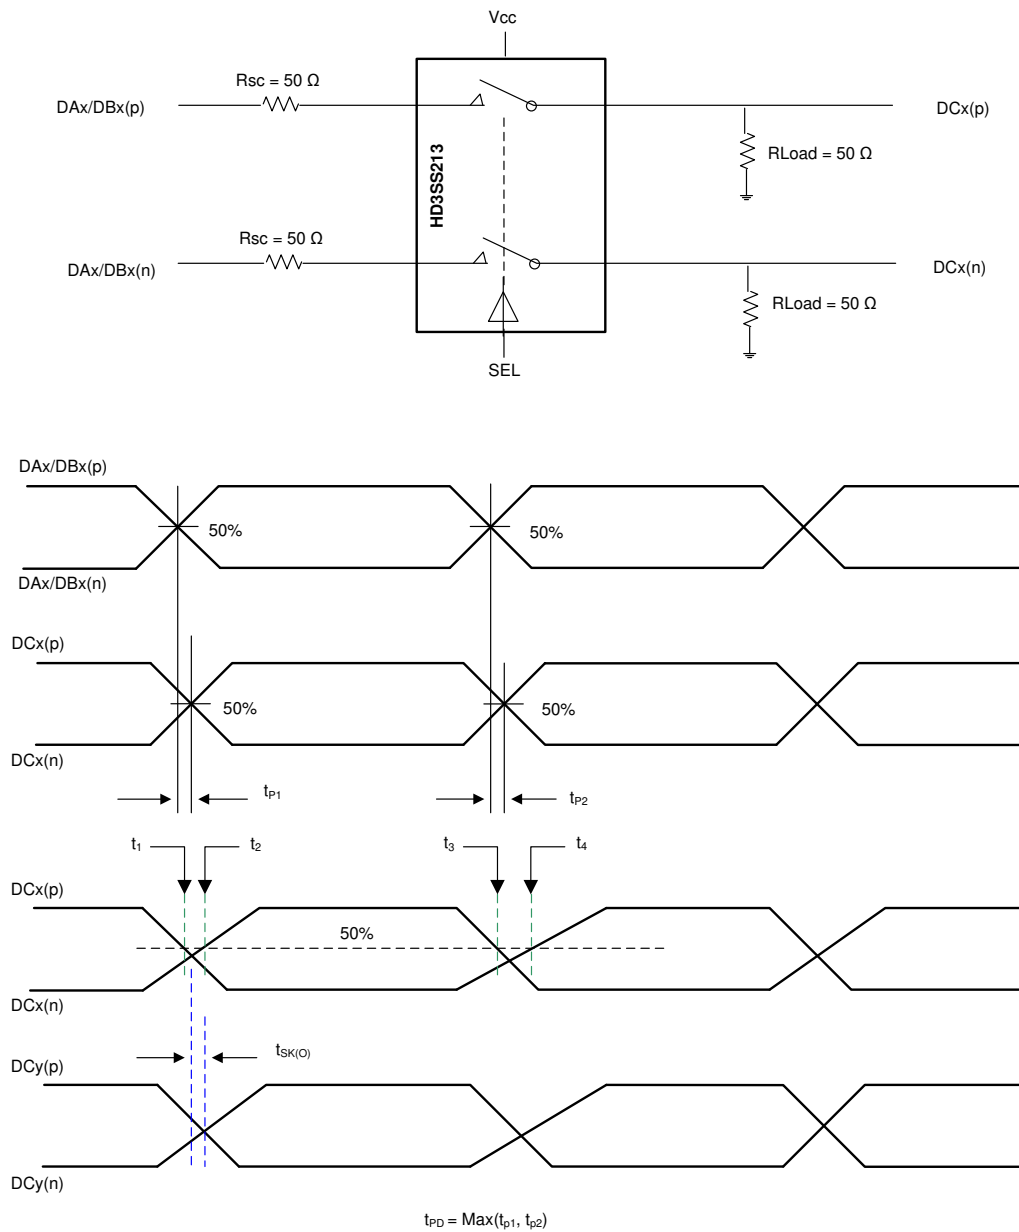 Vcc
Rsc = 50 Ω
DAx/DBx(p)
DCx(p)
RLoad = 50 Ω
HD3SS213
Rsc = 50 Ω
DAx/DBx(n)
DCx(n)
RLoad = 50 Ω
SEL
DAx/DBx(p)
50%
50%
DAx/DBx(n)
DCx(p)
50%
50%
DCx(n)
tP1
tP2
t1
t2
t3
t4
DCx(p)
50%
DCx(n)
tSK(O)
DCy(p)
DCy(n)
tPD = Max(tp1, tp2)